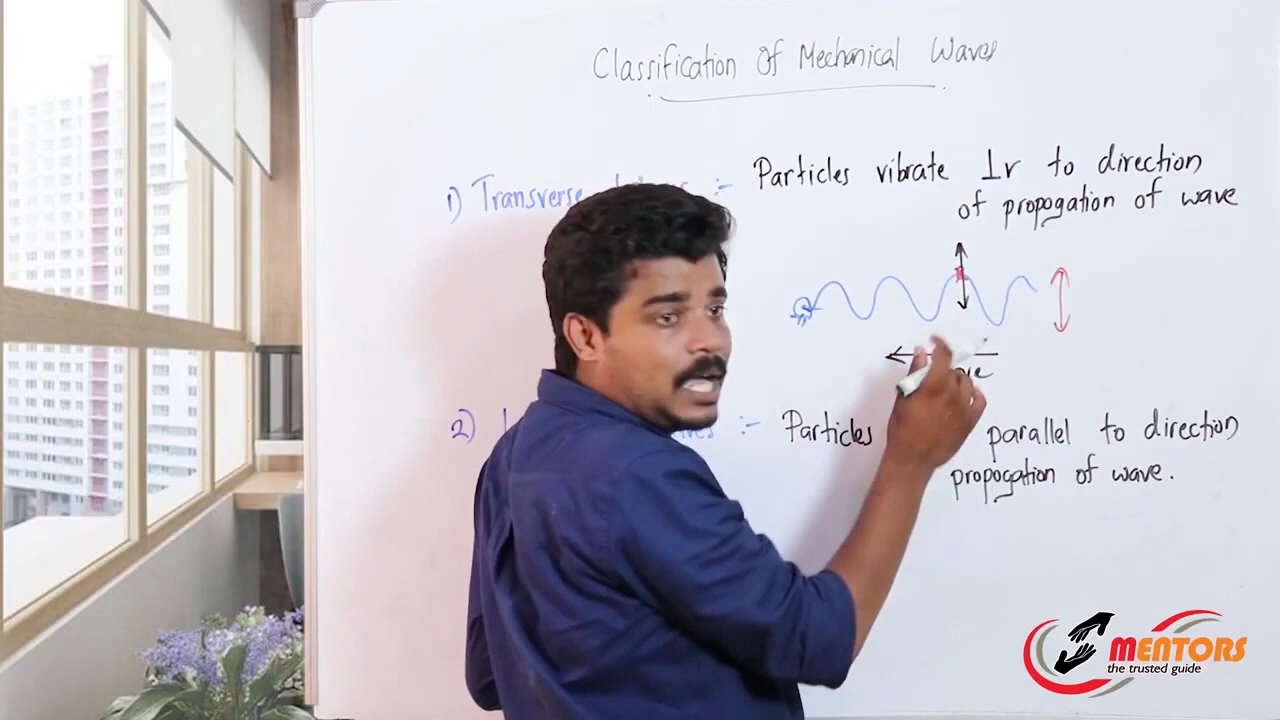 Classification Of Mechanical Waves
1) Transverse :- Particles vibrate ⊥r to direction
of propogation of wave
2) :- Particles parallel to direction
propogation of wave.
MENTORS
the trusted guide